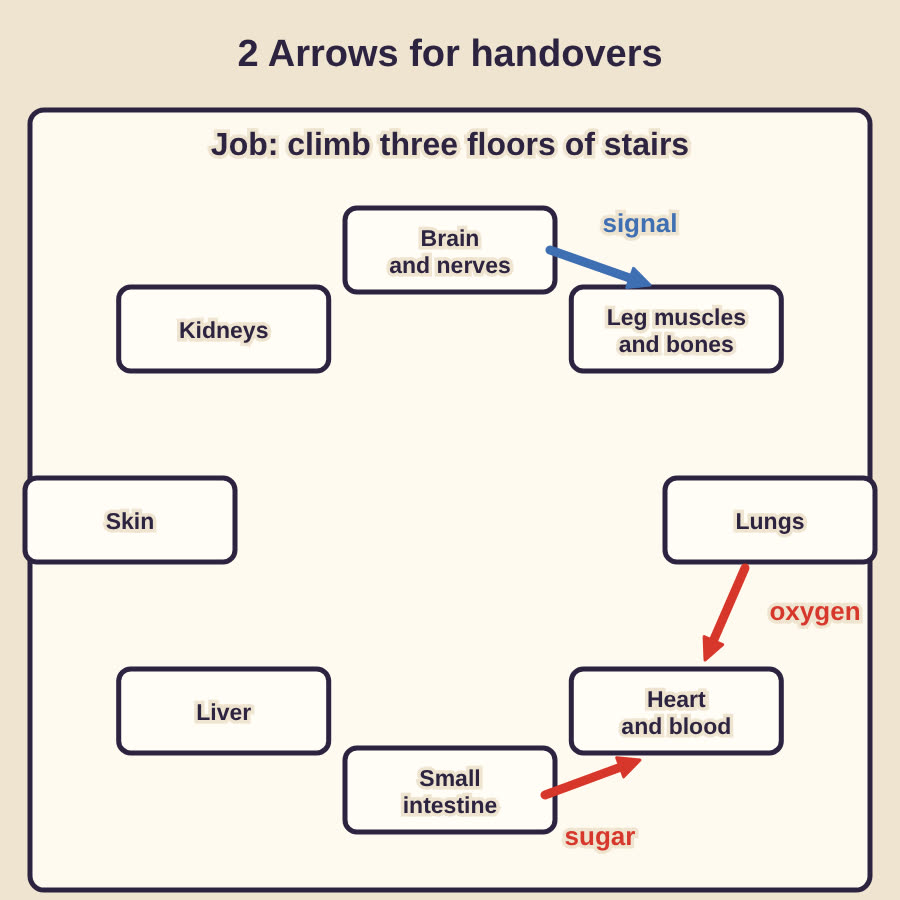 2 Arrows for handovers
Job: climb three floors of stairs
Brain
and nerves
signal
Kidneys
Leg muscles
and bones
Skin
Lungs
oxygen
Liver
Heart
and blood
Small
intestine
sugar